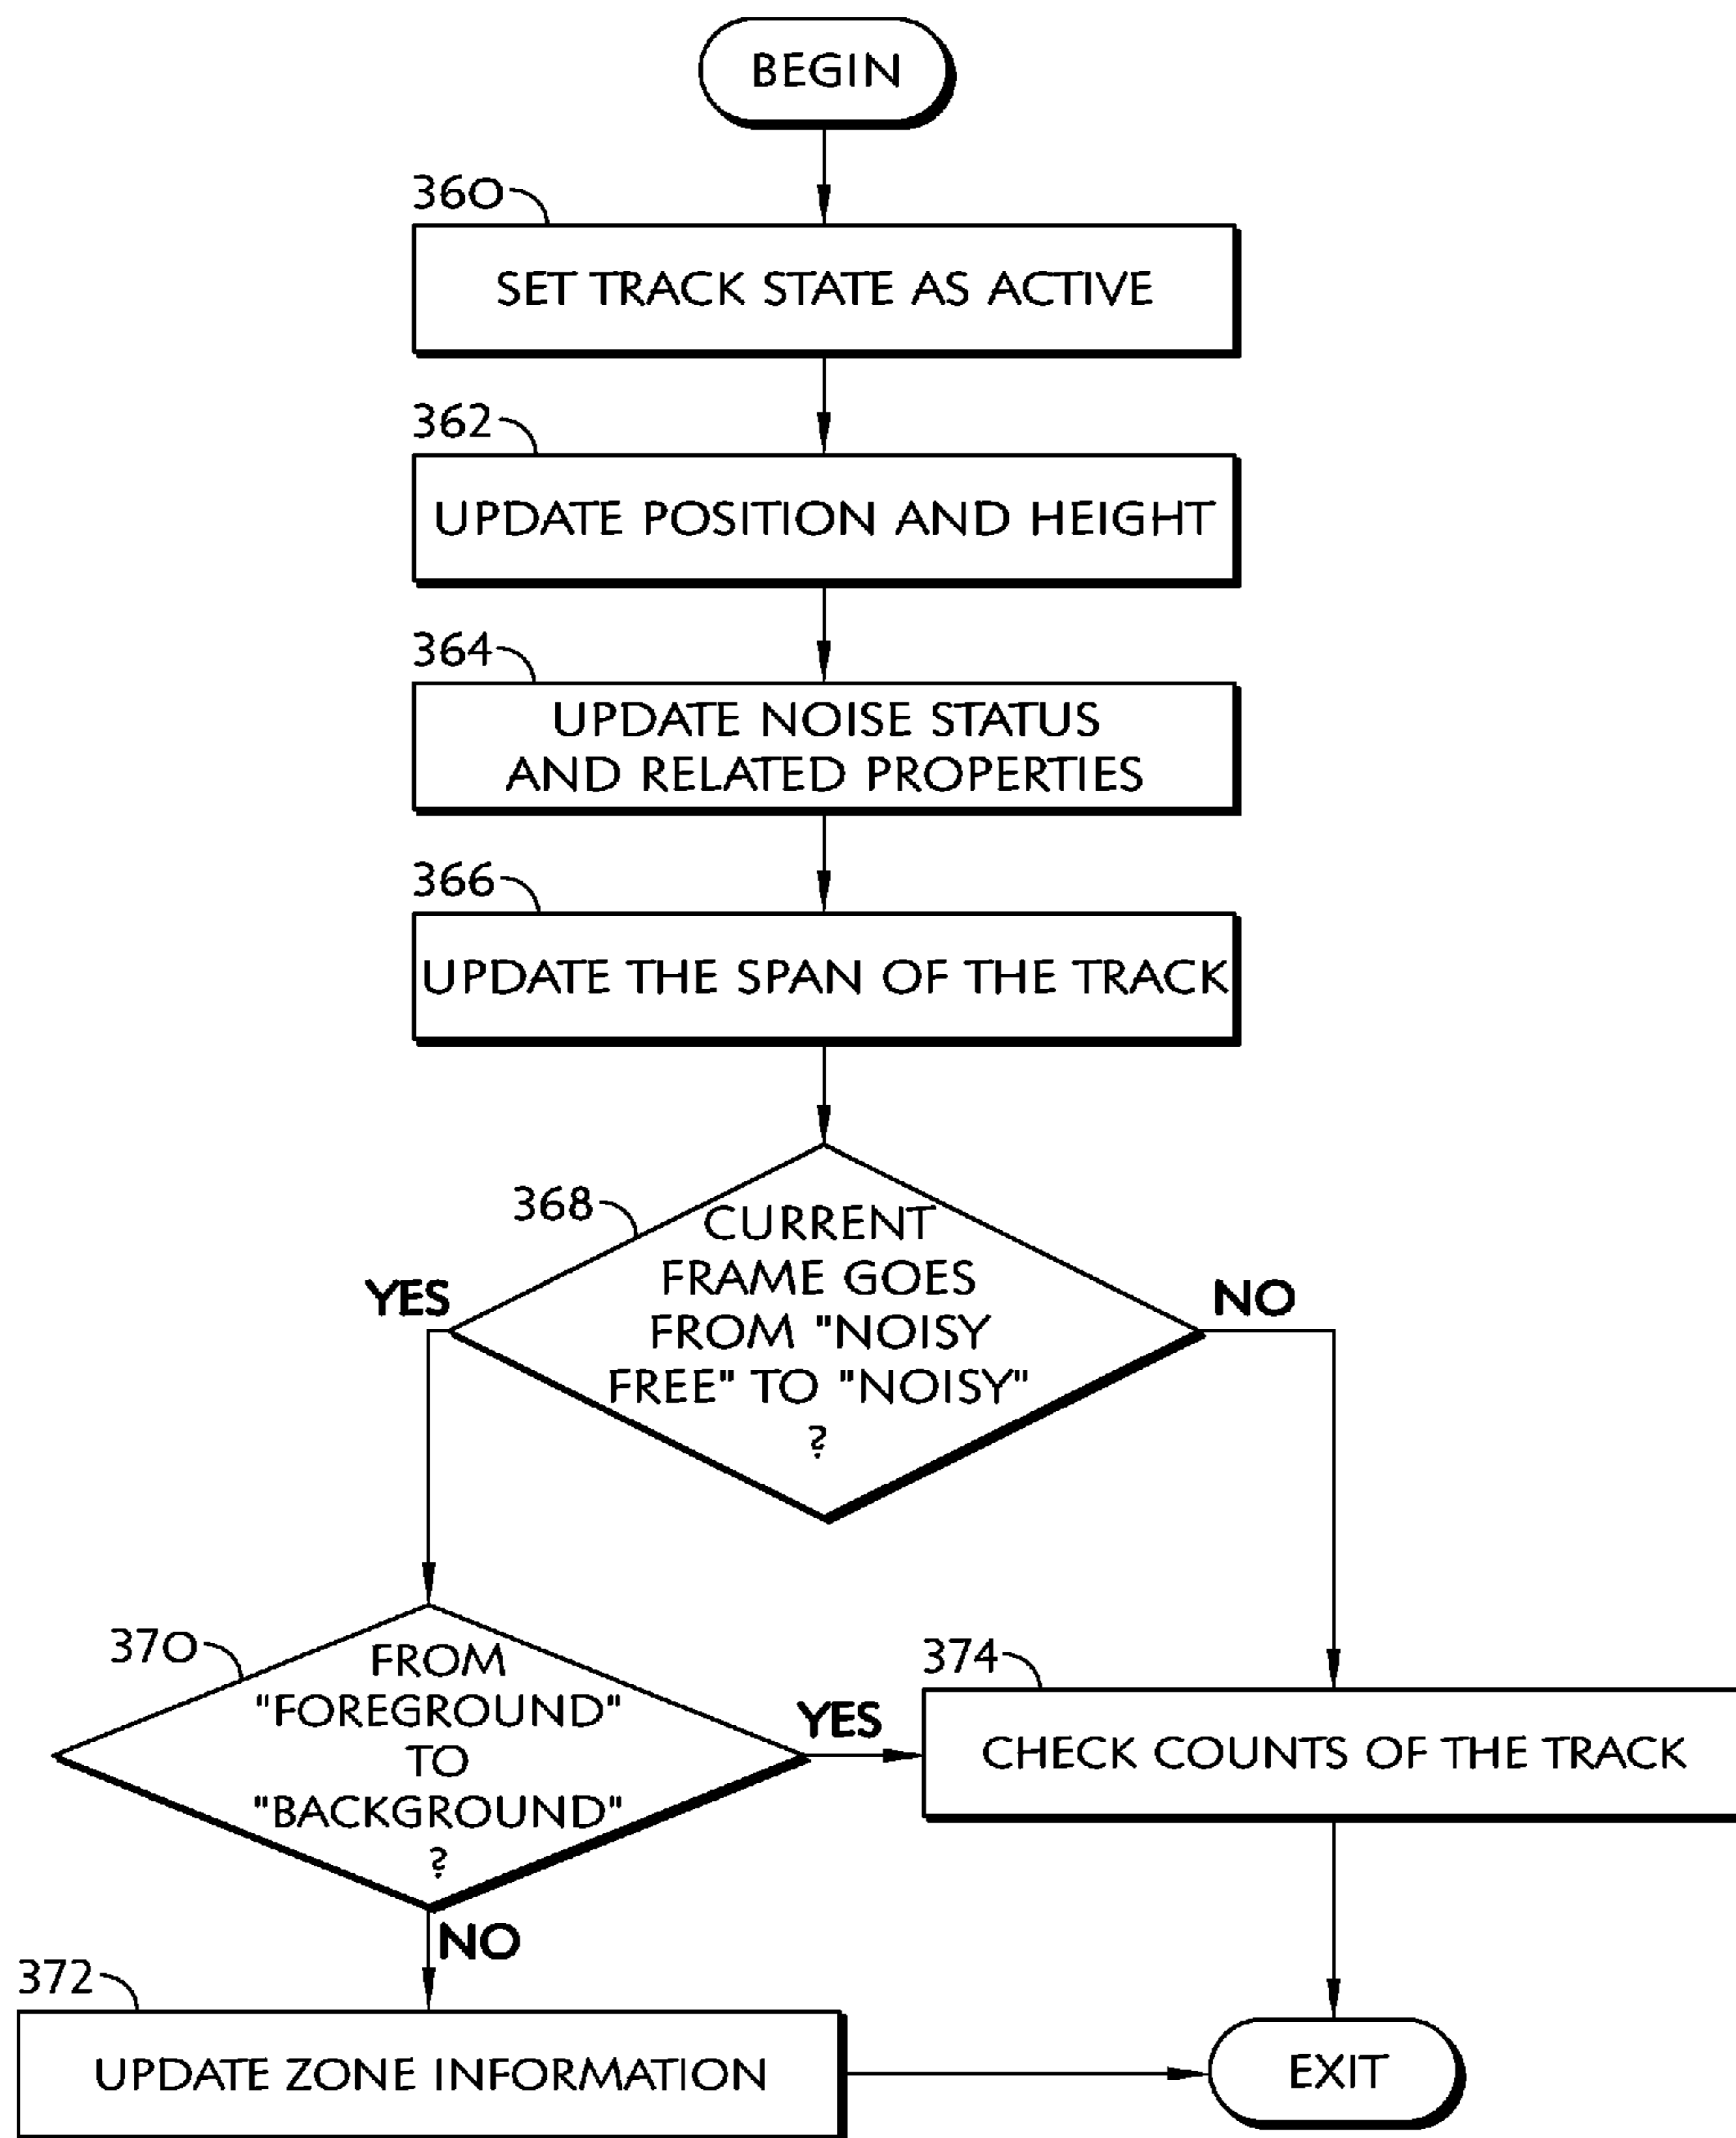 BEGIN
360
SET TRACK STATE AS ACTIVE
362
UPDATE POSITION AND HEIGHT
364
UPDATE NOISE STATUS
AND RELATED PROPERTIES
366
UPDATE THE SPAN OF THE TRACK
368
CURRENT
FRAME GOES
FROM "NOISY
FREE" TO "NOISY"
?
YES
NO
370
FROM
"FOREGROUND"
TO
"BACKGROUND"
?
YES
374
CHECK COUNTS OF THE TRACK
NO
372
UPDATE ZONE INFORMATION
EXIT